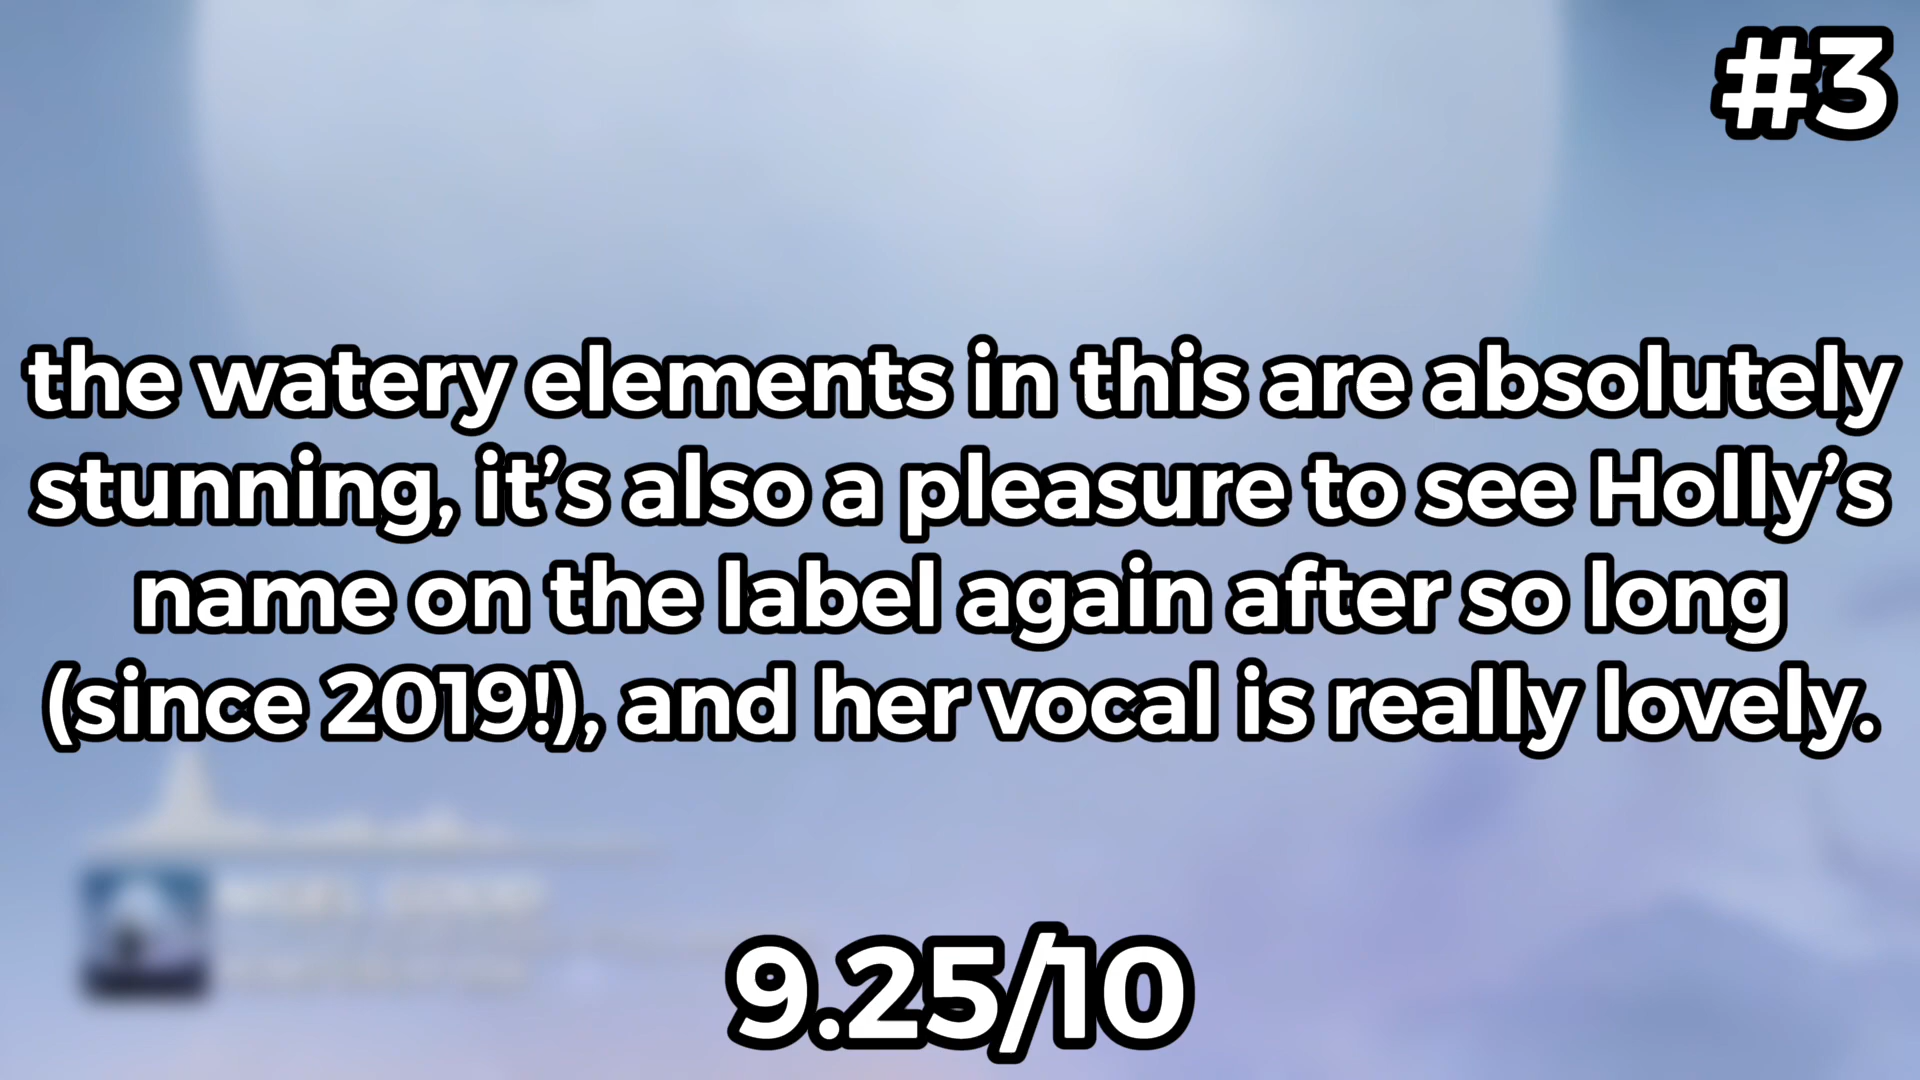 #3
the watery elements in this are absolutely
stunning, it’s also a pleasure to see Holly’s
name on the label again after so long
(since 2019!), and her vocal is really lovely.
9.25/10